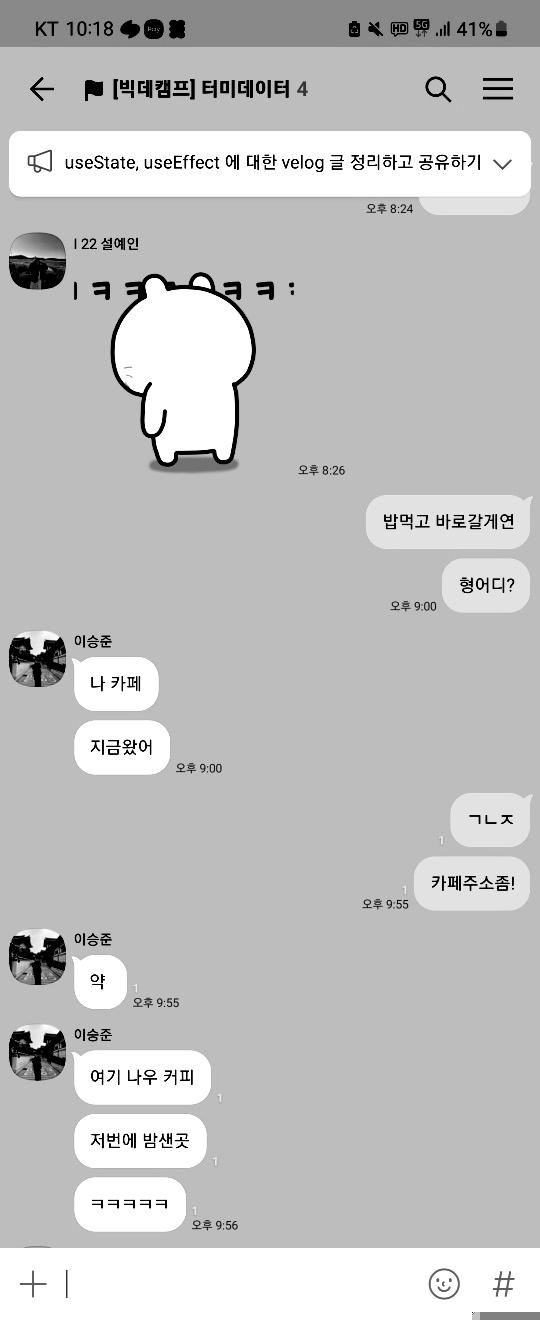 KT 10:18 Pay HD 5G 41%
[빅데캠프] 터미데이터 4
useState, useEffect 에 대한 velog 글 정리하고 공유하기
오후 8:24
22 설예인
ㅋ ㅋ ㅋ ㅋ
오후 8:26
밥먹고 바로갈게연
형어디?
오후 9:00
이승준
나 카페
지금왔어
오후 9:00
ㄱㄴㅈ
1
카페주소좀!
1
오후 9:55
이승준
약
1
오후 9:55
이승준
여기 나우 커피
1
저번에 밤샌곳
1
ㅋㅋㅋㅋㅋ
1
오후 9:56
#